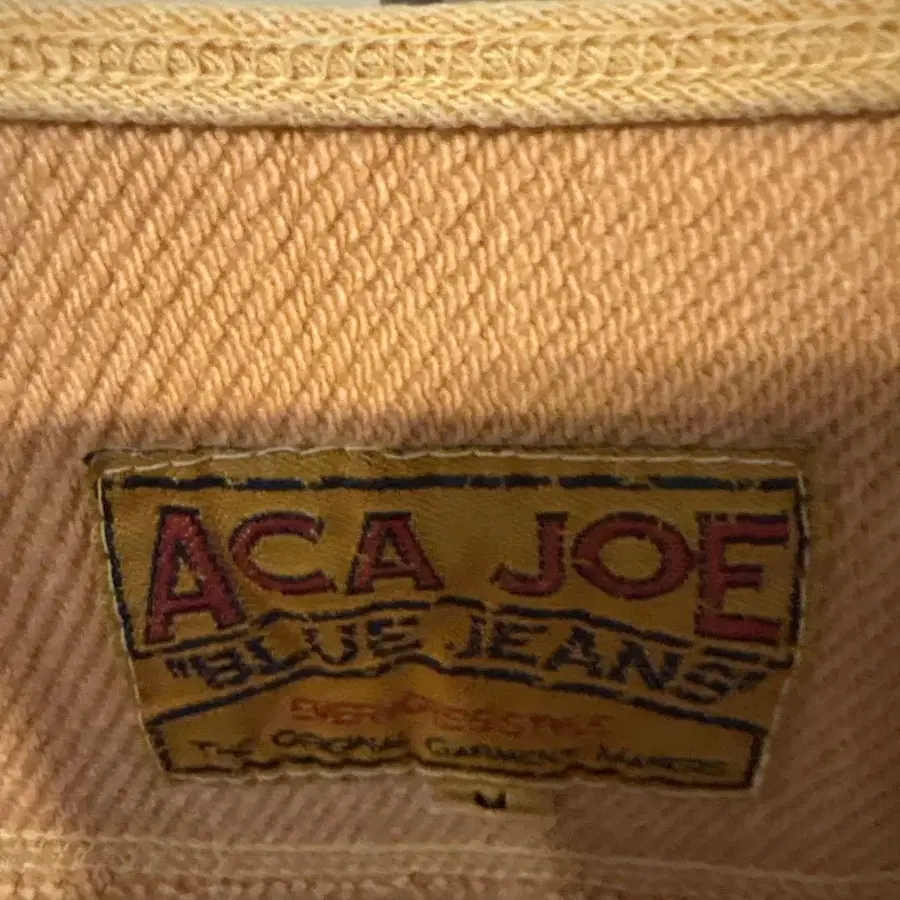 ACA JOE
"BLUE JEANS"
THE ORIGINAL GARMENT MAKERS
M